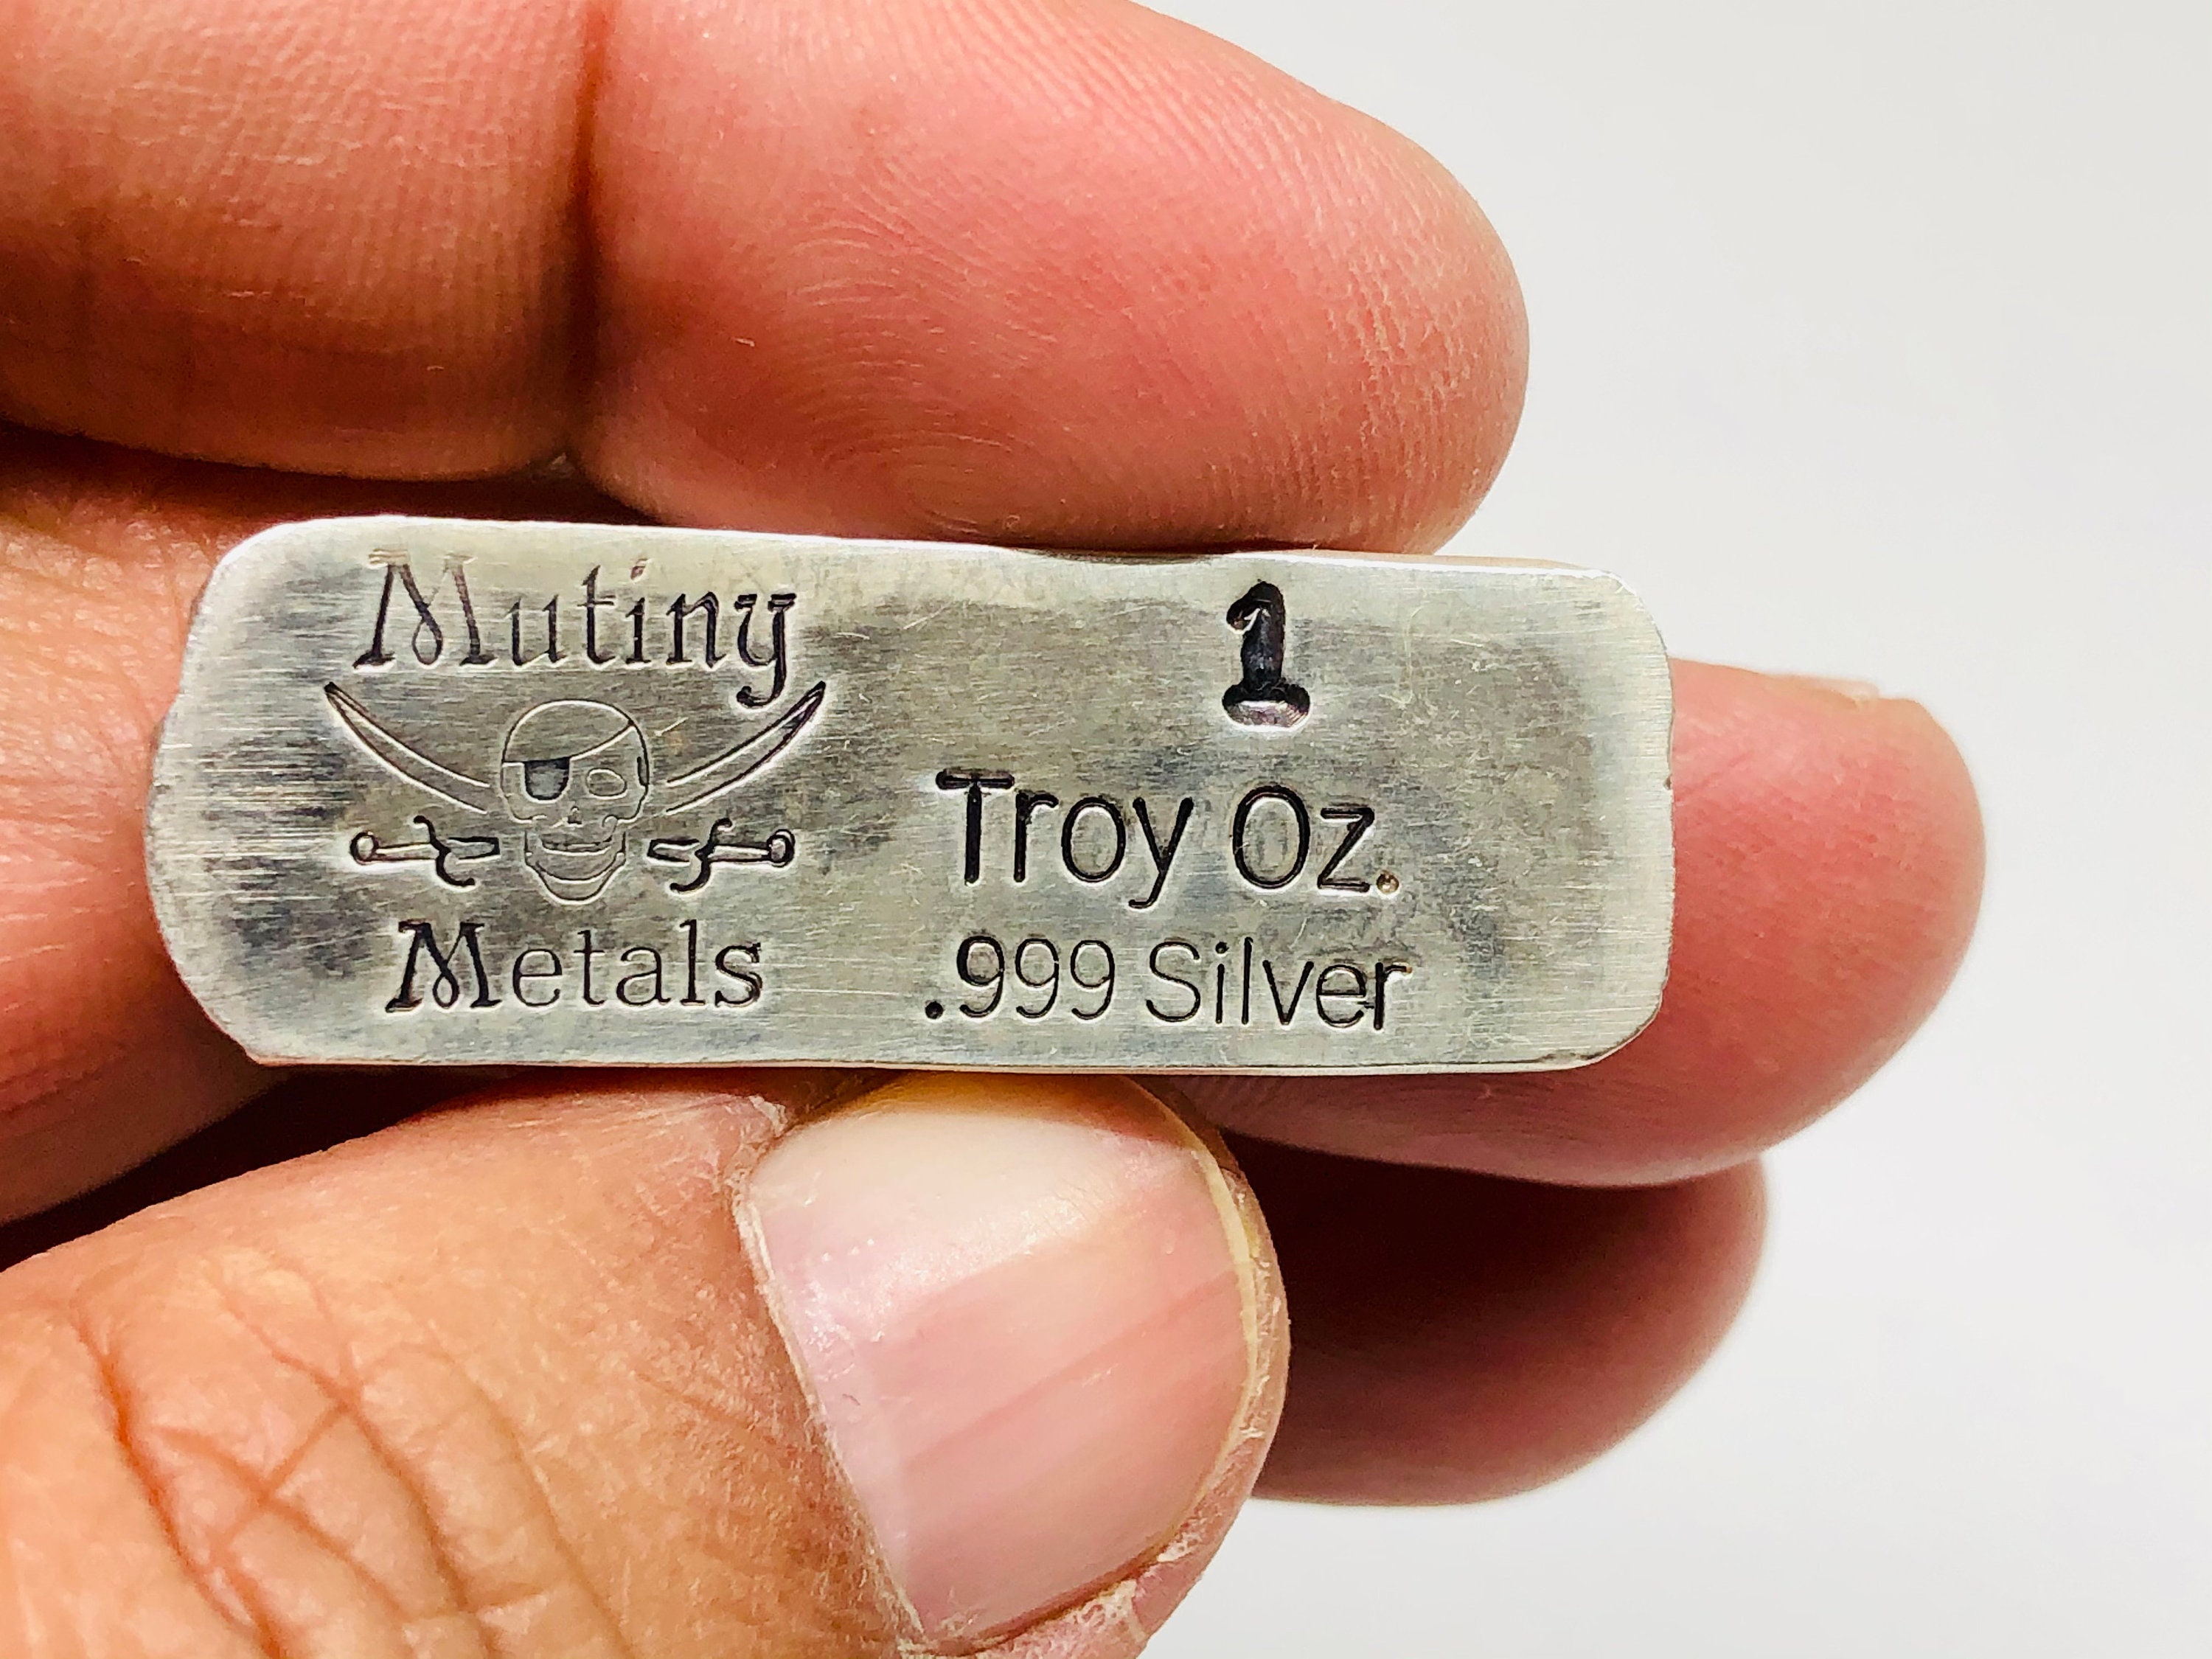 Mutiny
Metals
1
Troy Oz.
.999 Silver